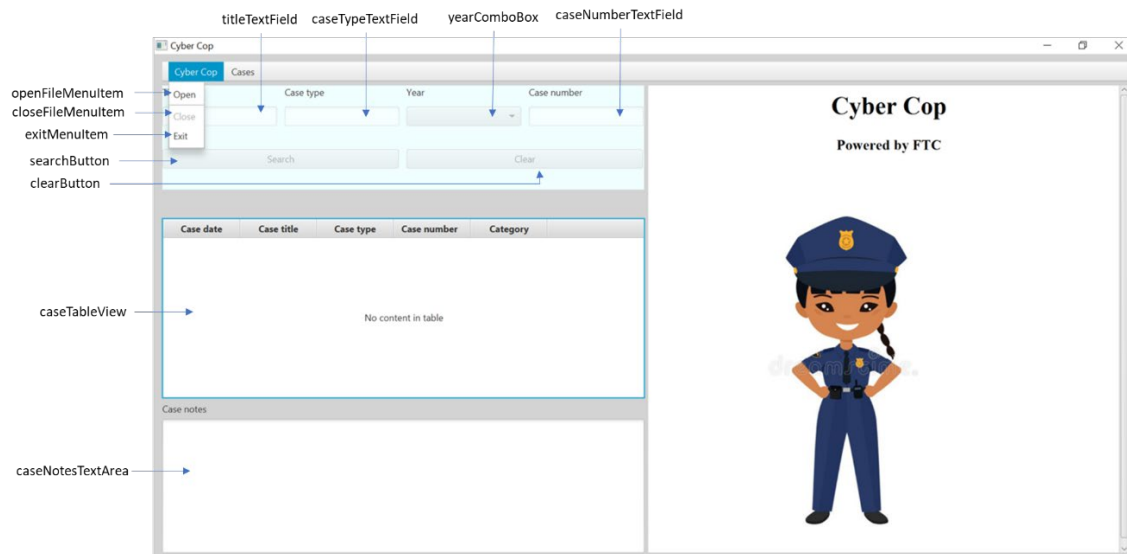 titleTextField caseTypeTextField yearComboBox caseNumberTextField
Cyber Cop
Cyber Cop Cases
openFileMenuItem
Open
Case type Year Case number
closeFileMenuItem
Close
exitMenuItem
Exit
searchButton
Search Clear
clearButton
Cyber Cop
Powered by FTC
Case date Case title Case type Case number Category
caseTableView
No content in table
Case notes
caseNotesTextArea